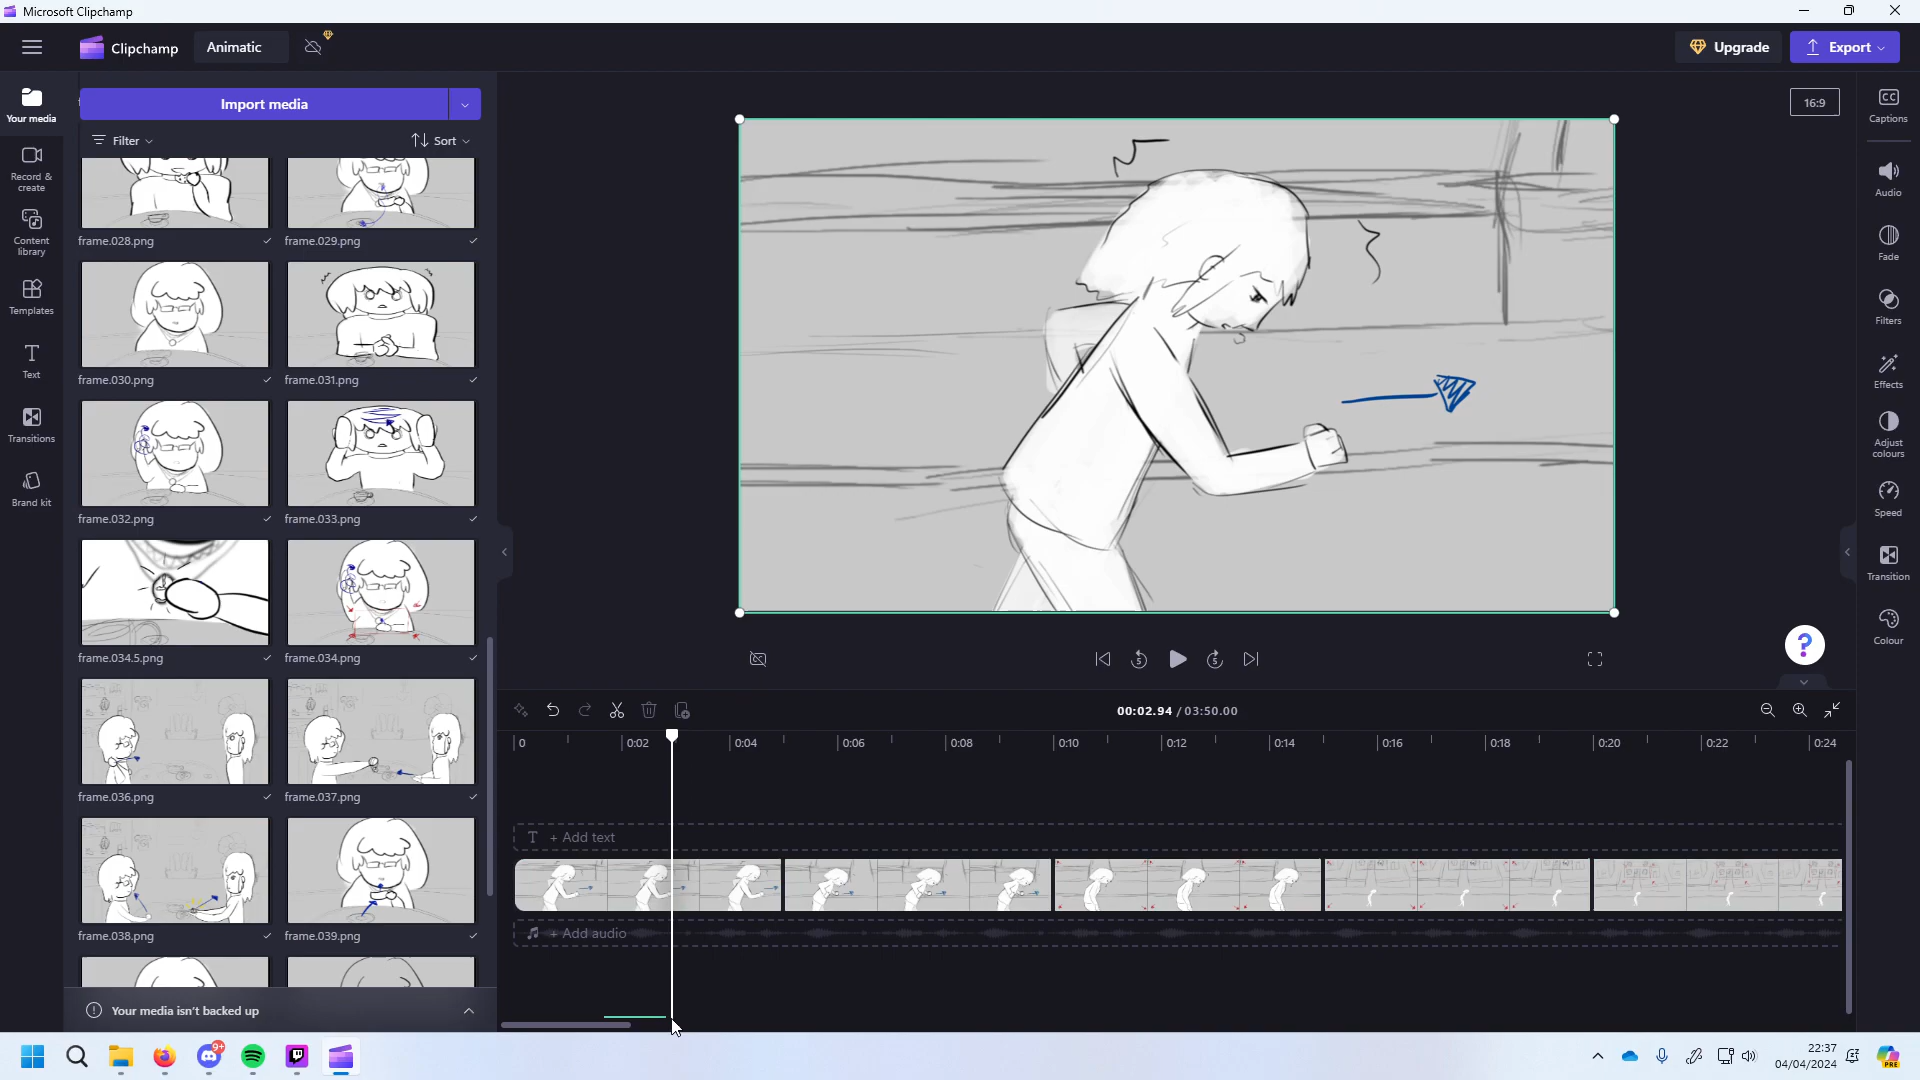 Microsoft Clipchamp
Clipchamp
Animatic
Upgrade
Export
Your media
Record & create
Content library
Templates
Text
Transitions
Brand kit
Import media
Filter
Sort
frame.028.png
frame.029.png
frame.030.png
frame.031.png
frame.032.png
frame.033.png
frame.034.5.png
frame.034.png
frame.036.png
frame.037.png
frame.038.png
frame.039.png
Your media isn't backed up
16:9
5
5
?
Captions
Audio
Fade
Filters
Effects
Adjust colours
Speed
Transition
Colour
00:02.94 / 03:50.00
0 0:02 0:04 0:06 0:08 0:10 0:12 0:14 0:16 0:18 0:20 0:22 0:24
T + Add text
+ Add audio
9+
22:37
04/04/2024
PRE